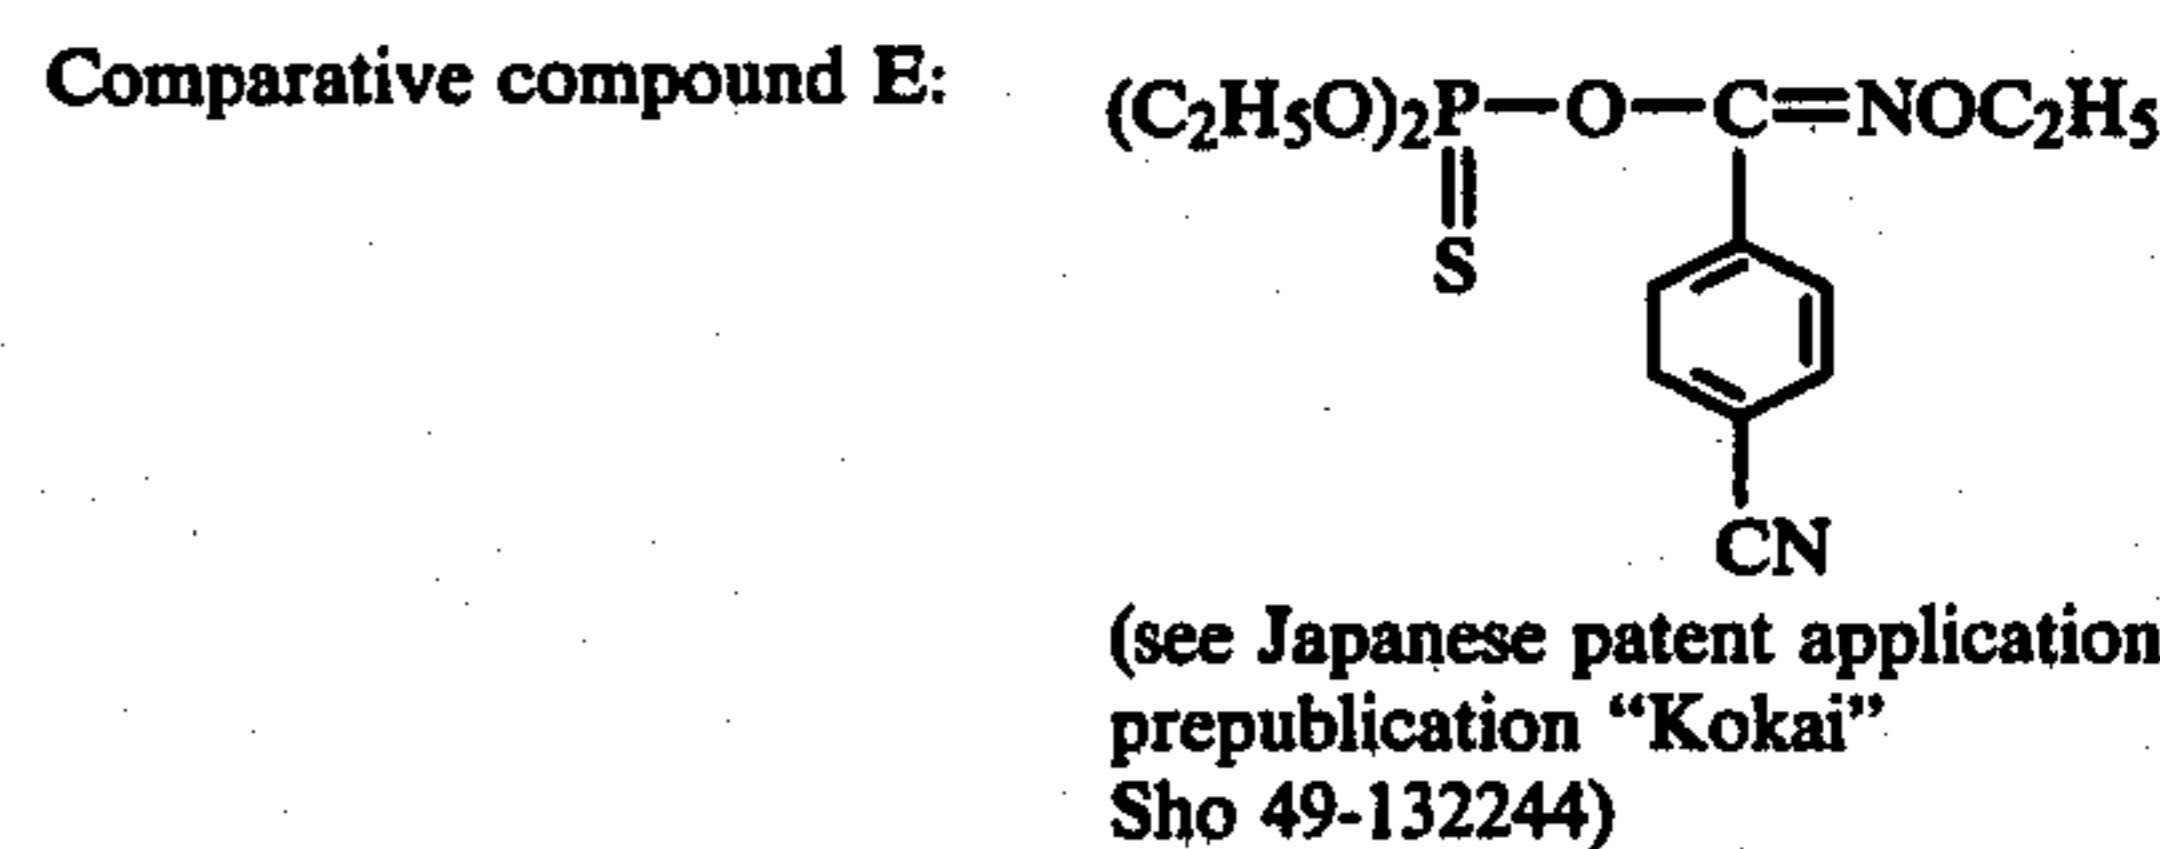 Comparative compound E:
(C2H5O)2P—O—C=NOC2H5
S
CN
(see Japanese patent application
prepublication “Kokai”
Sho 49-132244)